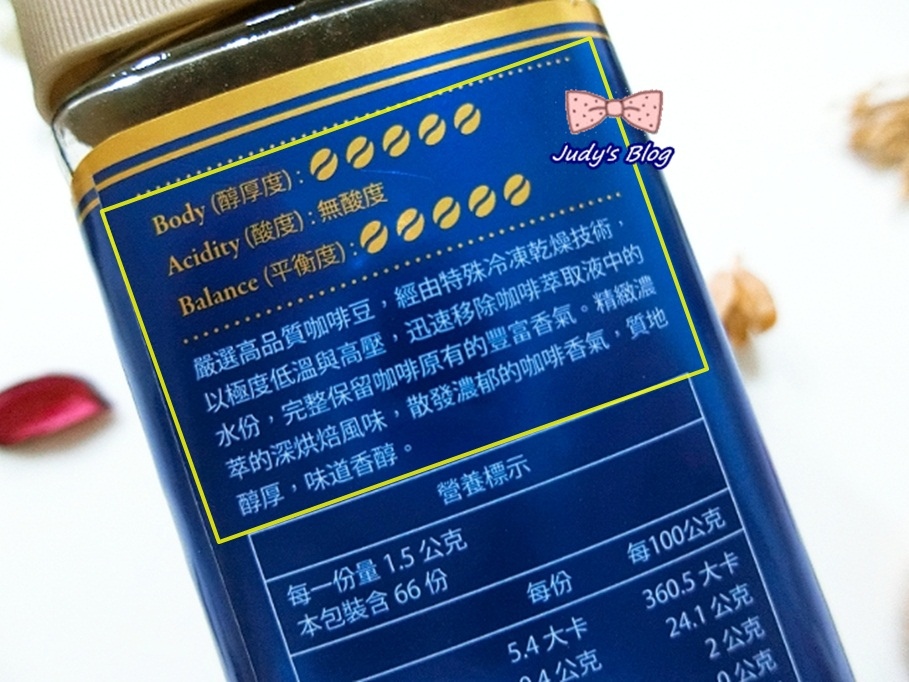 Judy's Blog
Body (醇厚度) :
Acidity (酸度) : 無酸度
Balance (平衡度) :
嚴選高品質咖啡豆，經由特殊冷凍乾燥技術，
以極度低溫與高壓，迅速移除咖啡萃取液中的
水份，完整保留咖啡原有的豐富香氣。精緻濃
萃的深烘焙風味，散發濃郁的咖啡香氣，質地
醇厚，味道香醇。
營養標示
每一份量 1.5 公克
本包裝含 66 份
每份 每100公克
5.4 大卡 360.5 大卡
0.4 公克 24.1 公克
2 公克
0 公克